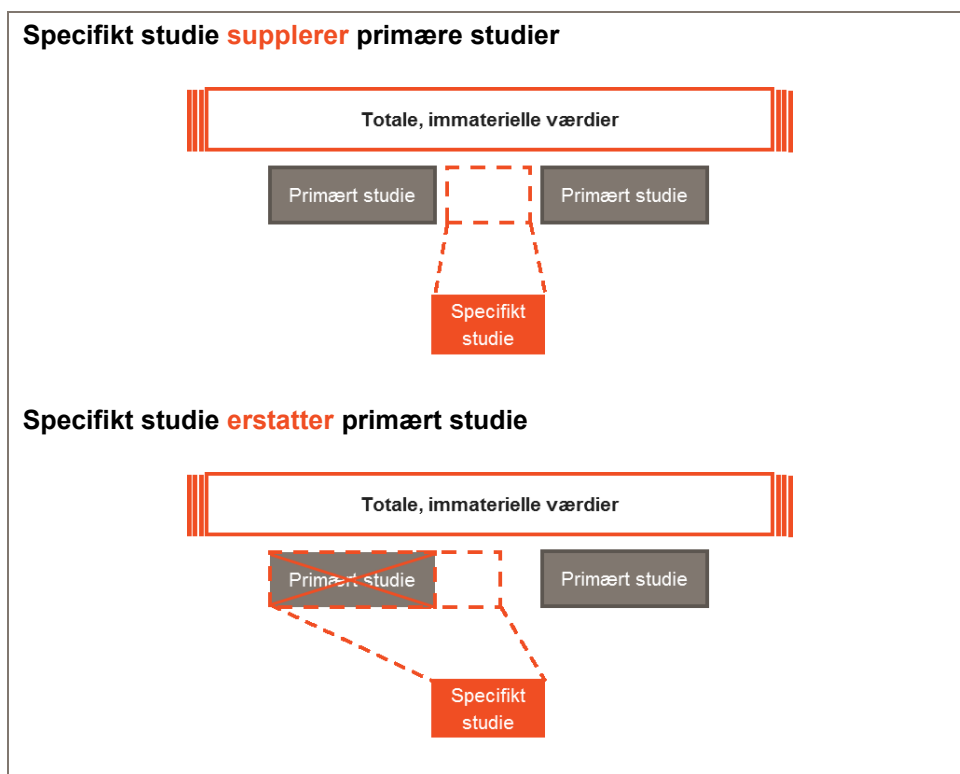 Specifikt studie supplerer primære studier
Totale, immaterielle værdier
Primært studie
Primært studie
Specifikt
studie
Specifikt studie erstatter primært studie
Totale, immaterielle værdier
Primært studie
Primært studie
Specifikt
studie